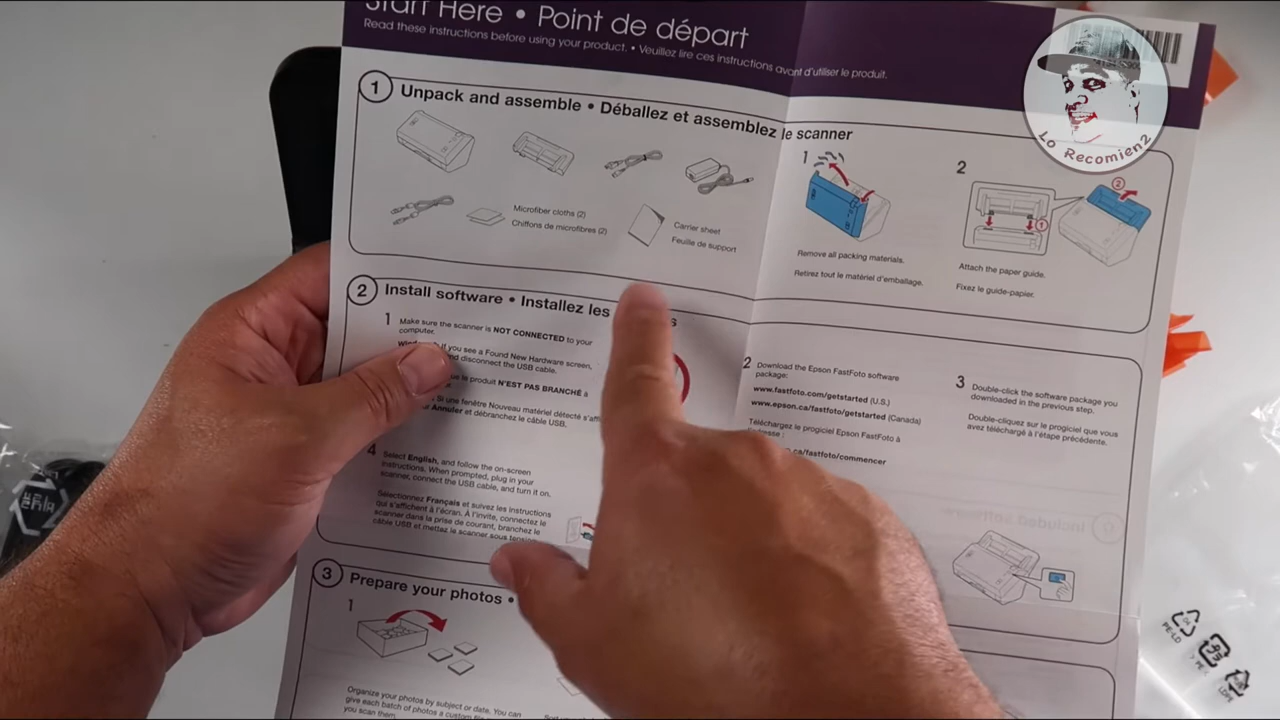 Start Here • Point de départ
Read these instructions before using your product. • Veuillez lire ces instructions avant d'utiliser le produit.
Lo Recomien2
1 Unpack and assemble • Déballez et assemblez le scanner
Microfiber cloths (2)
Chiffons de microfibres (2)
Carrier sheet
Feuille de support
1
Remove all packing materials.
Retirez tout le matériel d'emballage.
2
2
1
Attach the paper guide.
Fixez le guide-papier.
2 Install software • Installez les
1 Make sure the scanner is NOT CONNECTED to your
computer.
if you see a Found New Hardware screen,
and disconnect the USB cable.
que le produit N'EST PAS BRANCHÉ à
Si une fenêtre Nouveau matériel détecté
Annuler et débranchez le câble USB.
2 Download the Epson FastFoto software
package:
www.fastfoto.com/getstarted (U.S.)
www.epson.ca/fastfoto/getstarted (Canada)
Téléchargez le progiciel Epson FastFoto à
.ca/fastfoto/commencer
3 Double-click the software package you
downloaded in the previous step.
Double-cliquez sur le progiciel que vous
avez téléchargé à l'étape précédente.
4 Select English, and follow the on-screen
instructions. When prompted, plug in your
scanner, connect the USB cable, and turn it on.
Sélectionnez Français et suivez les instructions
qui s'affichent à l'écran. À l'invite, connectez le
scanner dans la prise de courant, branchez le
câble USB et mettez le scanner sous tension.
3 Prepare your photos •
1
Organize your photos by subject or date. You can
give each batch of photos a custom
you scan them.
PE-LD